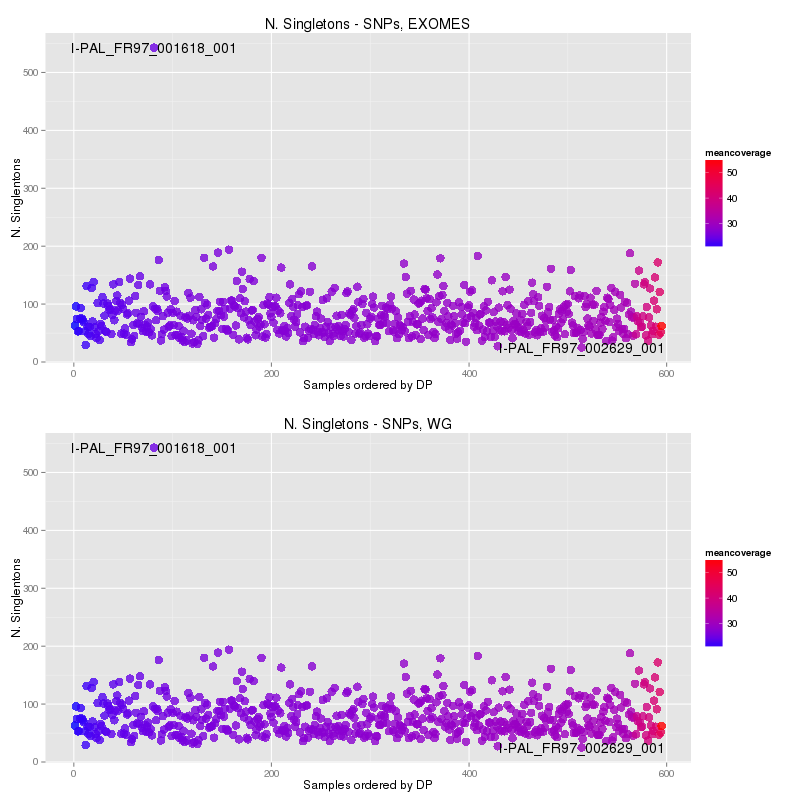 N. Singletons - SNPs, EXOMES
I-PAL_FR97_001618_001
500
400
300
200
100
0
N. Singlentons
I-PAL_FR97_002629_001
0 200 400 600
Samples ordered by DP
meancoverage
50
40
30
N. Singletons - SNPs, WG
I-PAL_FR97_001618_001
500
400
300
200
100
0
N. Singlentons
I-PAL_FR97_002629_001
0 200 400 600
Samples ordered by DP
meancoverage
50
40
30